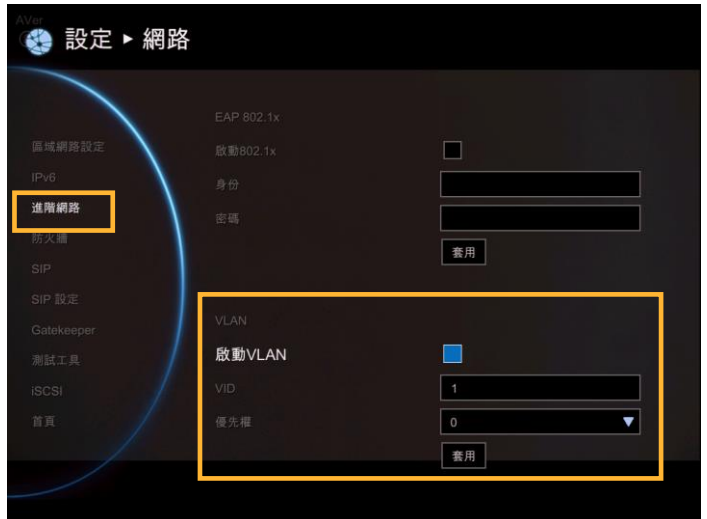 AVer
設定 ▸ 網路
區域網路設定
IPv6
進階網路
防火牆
SIP
SIP 設定
Gatekeeper
測試工具
iSCSI
首頁
EAP 802.1x
啟動802.1x
身份
密碼
套用
VLAN
啟動VLAN
VID 1
優先權 0
套用